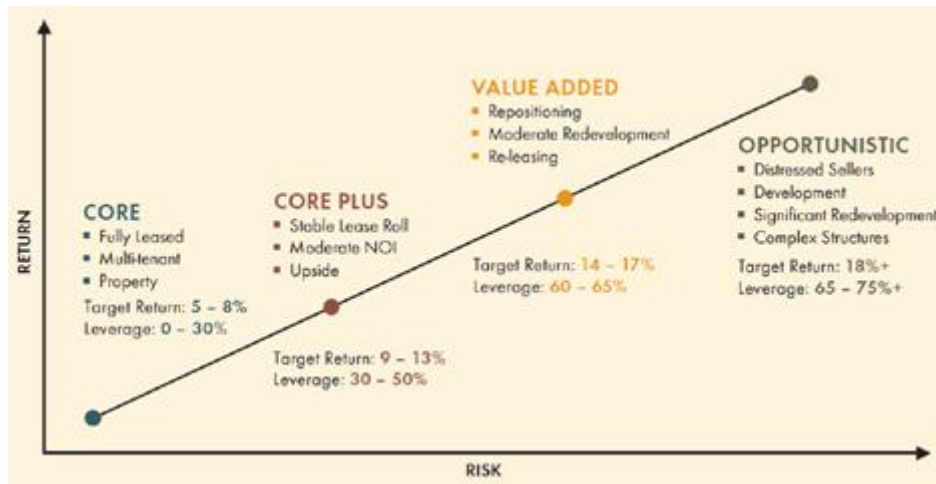 RETURN
CORE
Fully Leased
Multi-tenant
Property
Target Return: 5 – 8%
Leverage: 0 – 30%
CORE PLUS
Stable Lease Roll
Moderate NOI
Upside
Target Return: 9 – 13%
Leverage: 30 – 50%
VALUE ADDED
Repositioning
Moderate Redevelopment
Re-leasing
Target Return: 14 – 17%
Leverage: 60 – 65%
OPPORTUNISTIC
Distressed Sellers
Development
Significant Redevelopment
Complex Structures
Target Return: 18%+
Leverage: 65 – 75%+
RISK